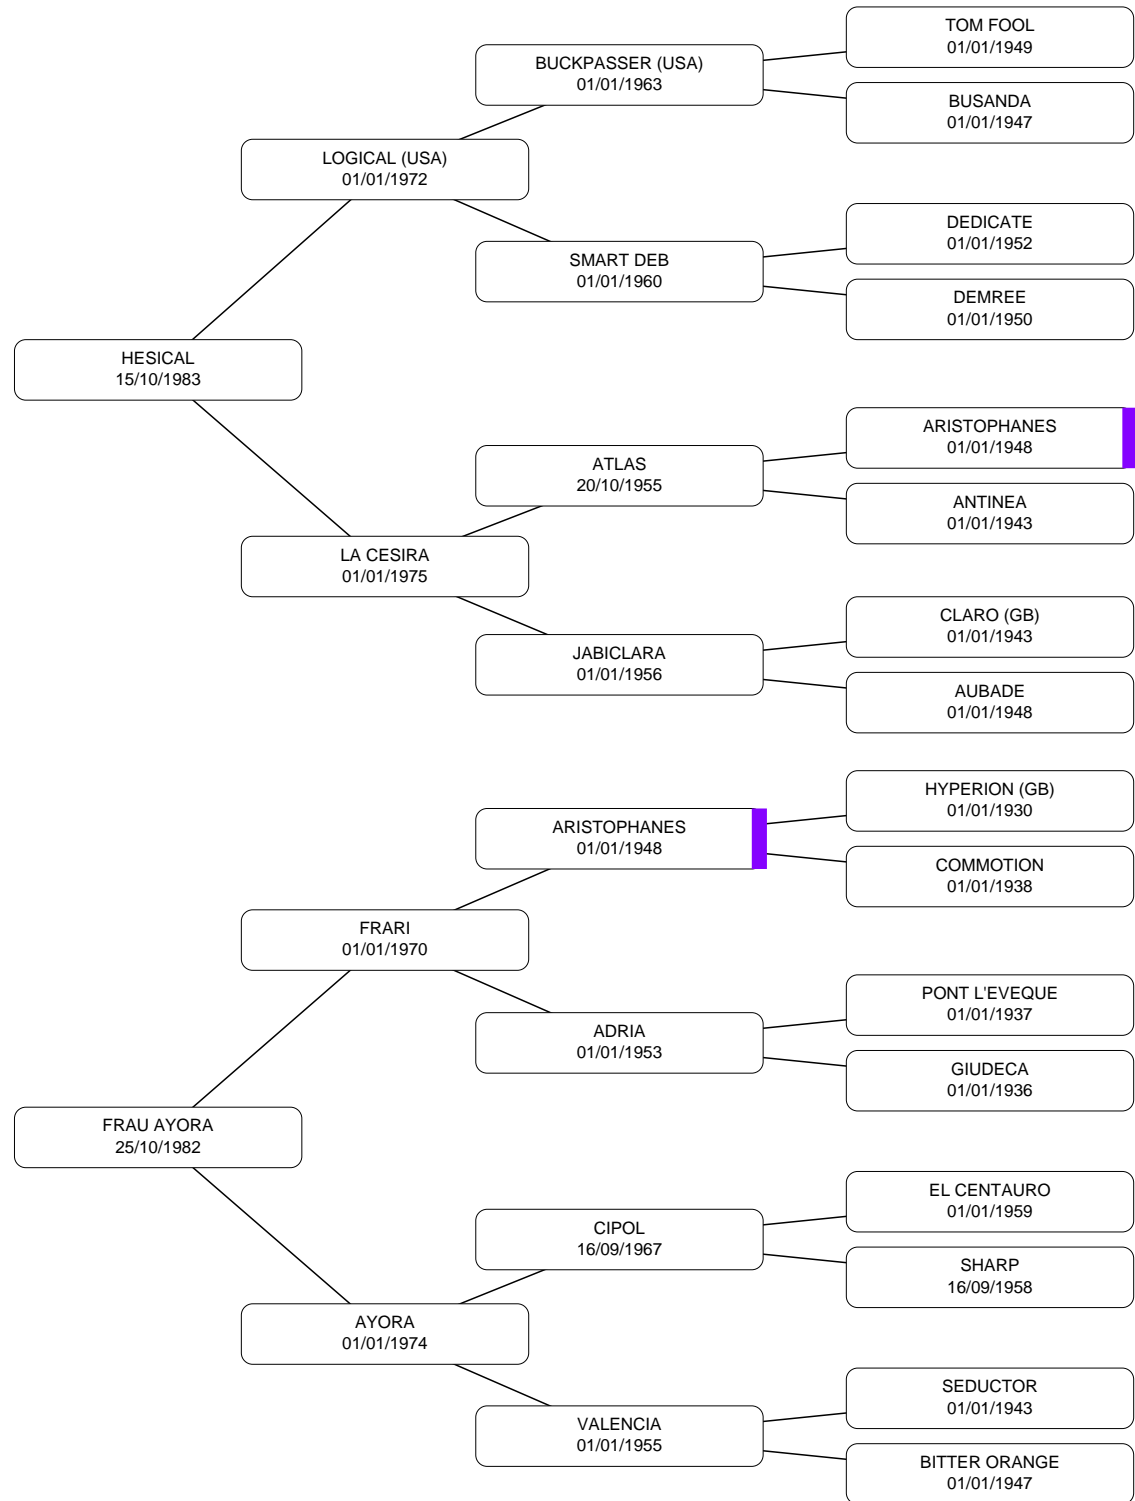 TOM FOOL
01/01/1949
BUCKPASSER (USA)
01/01/1963
BUSANDA
01/01/1947
LOGICAL (USA)
01/01/1972
DEDICATE
01/01/1952
SMART DEB
01/01/1960
DEMREE
01/01/1950
HESICAL
15/10/1983
ARISTOPHANES
01/01/1948
ATLAS
20/10/1955
ANTINEA
01/01/1943
LA CESIRA
01/01/1975
CLARO (GB)
01/01/1943
JABICLARA
01/01/1956
AUBADE
01/01/1948
HYPERION (GB)
01/01/1930
ARISTOPHANES
01/01/1948
COMMOTION
01/01/1938
FRARI
01/01/1970
PONT L'EVEQUE
01/01/1937
ADRIA
01/01/1953
GIUDECA
01/01/1936
FRAU AYORA
25/10/1982
EL CENTAURO
01/01/1959
CIPOL
16/09/1967
SHARP
16/09/1958
AYORA
01/01/1974
SEDUCTOR
01/01/1943
VALENCIA
01/01/1955
BITTER ORANGE
01/01/1947